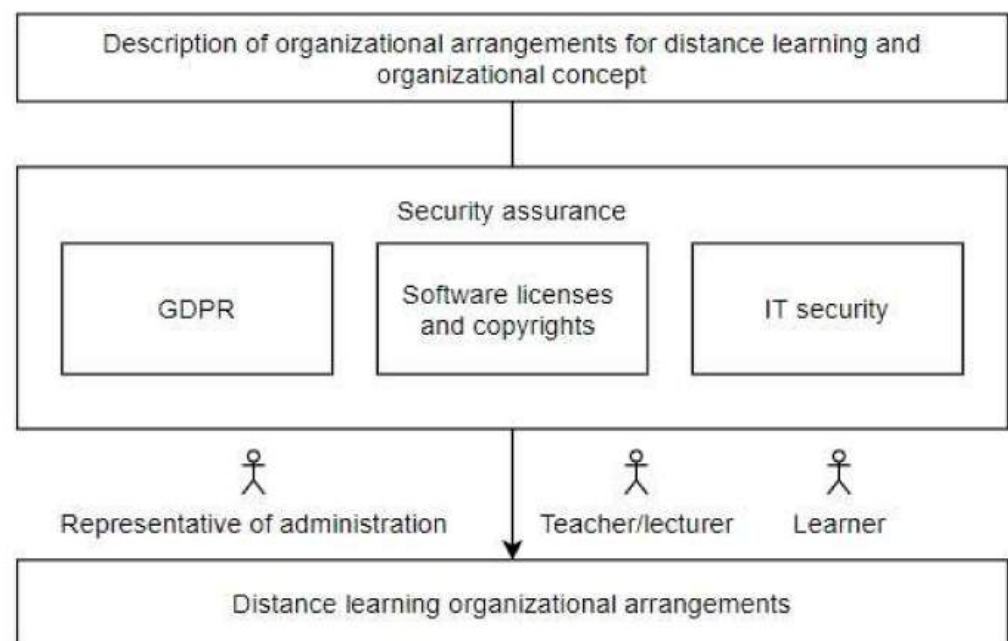 Description of organizational arrangements for distance learning and
organizational concept
Security assurance
GDPR
Software licenses
and copyrights
IT security
Representative of administration
Teacher/lecturer
Learner
Distance learning organizational arrangements